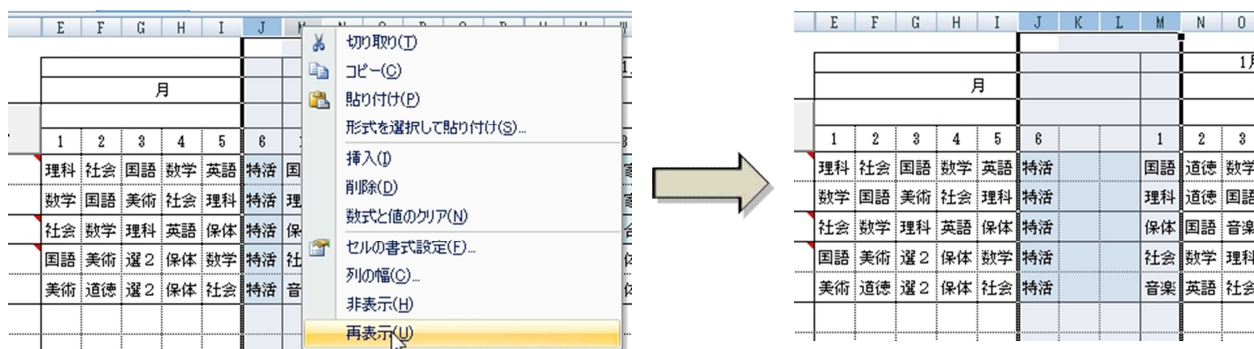 E F G H I J M
月
1 2 3 4 5 6
理科 社会 国語 数学 英語 特活 国
数学 国語 美術 社会 理科 特活 理
社会 数学 理科 英語 保体 特活 保
国語 美術 選2 保体 数学 特活 社
美術 道徳 選2 保体 社会 特活 音
切り取り(T)
コピー(C)
貼り付け(P)
形式を選択して貼り付け(S)...
挿入(I)
削除(D)
数式と値のクリア(N)
セルの書式設定(F)...
列の幅(C)...
非表示(H)
再表示(U)
E F G H I J K L M N O
1月
月
1 2 3 4 5 6 1 2 3
理科 社会 国語 数学 英語 特活 国語 道徳 数学
数学 国語 美術 社会 理科 特活 理科 道徳 国語
社会 数学 理科 英語 保体 特活 保体 国語 音楽
国語 美術 選2 保体 数学 特活 社会 数学 理科
美術 道徳 選2 保体 社会 特活 音楽 英語 社会